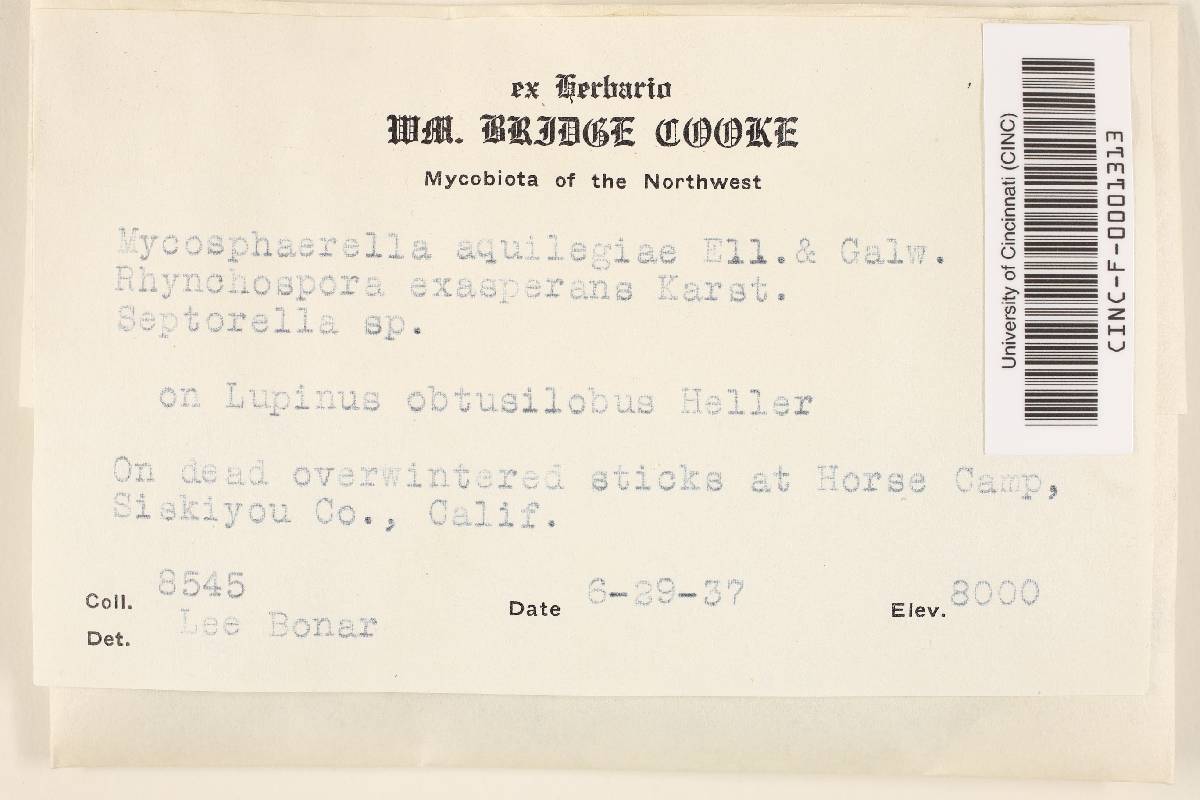 ex Herbario
WM. BRIDGE COOKE
Mycobiota of the Northwest
Mycosphaerella aquilegiae Ell.& Galw.
Rhynchospora exasperans Karst.
Septorella sp.
on Lupinus obtusilobus Heller
On dead overwintered sticks at Horse Camp,
Siskiyou Co., Calif.
Coll. 8545
Date 6-29-37
Elev. 8000
Det. Lee Bonar
University of Cincinnati (CINC)
CINC-F-0001313